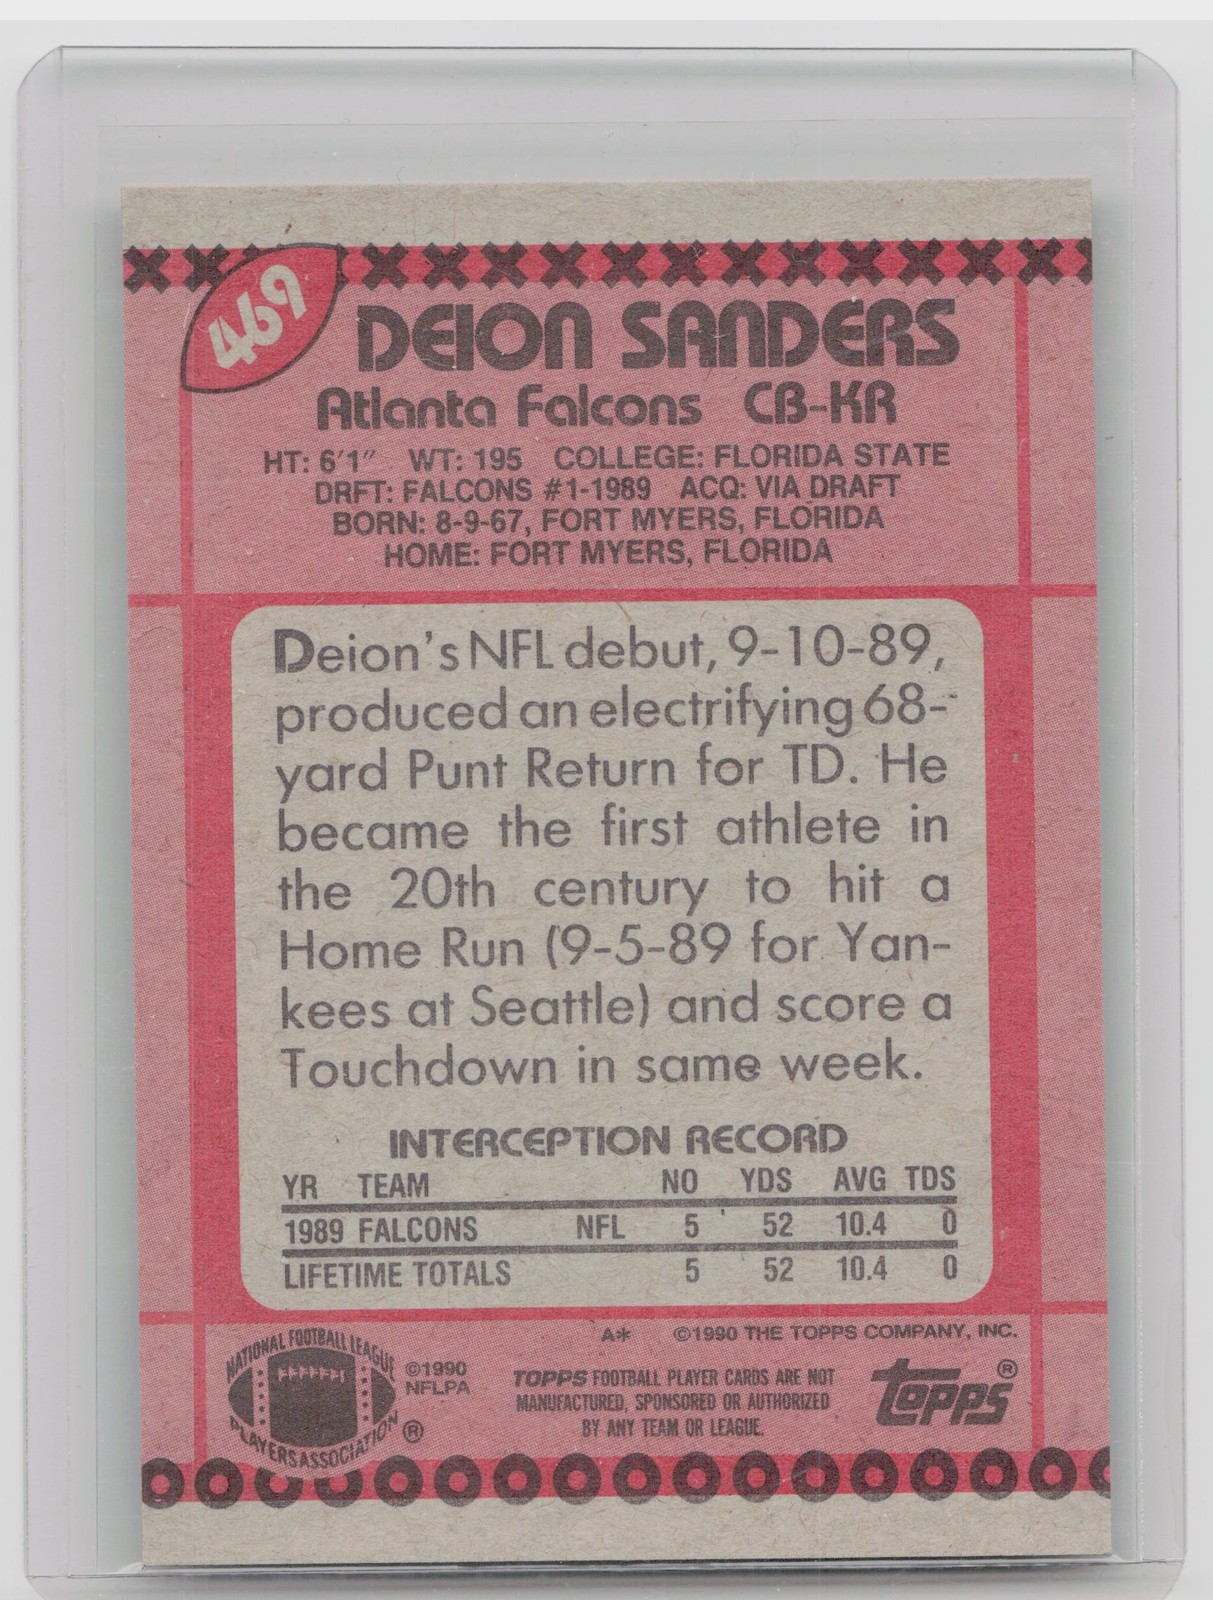 469
DEION SANDERS
Atlanta Falcons CB-KR
HT: 6'1" WT: 195 COLLEGE: FLORIDA STATE
DRFT: FALCONS #1-1989 ACQ: VIA DRAFT
BORN: 8-9-67, FORT MYERS, FLORIDA
HOME: FORT MYERS, FLORIDA
Deion's NFL debut, 9-10-89,
produced an electrifying 68-
yard Punt Return for TD. He
became the first athlete in
the 20th century to hit a
Home Run (9-5-89 for Yan-
kees at Seattle) and score a
Touchdown in same week.
INTERCEPTION RECORD
YR TEAM NO YDS AVG TDS
1989 FALCONS NFL 5 52 10.4 0
LIFETIME TOTALS 5 52 10.4 0
A* ©1990 THE TOPPS COMPANY, INC.
NATIONAL FOOTBALL LEAGUE
PLAYERS ASSOCIATION ®
©1990
NFLPA
TOPPS FOOTBALL PLAYER CARDS ARE NOT
MANUFACTURED, SPONSORED OR AUTHORIZED
BY ANY TEAM OR LEAGUE.
topps ®